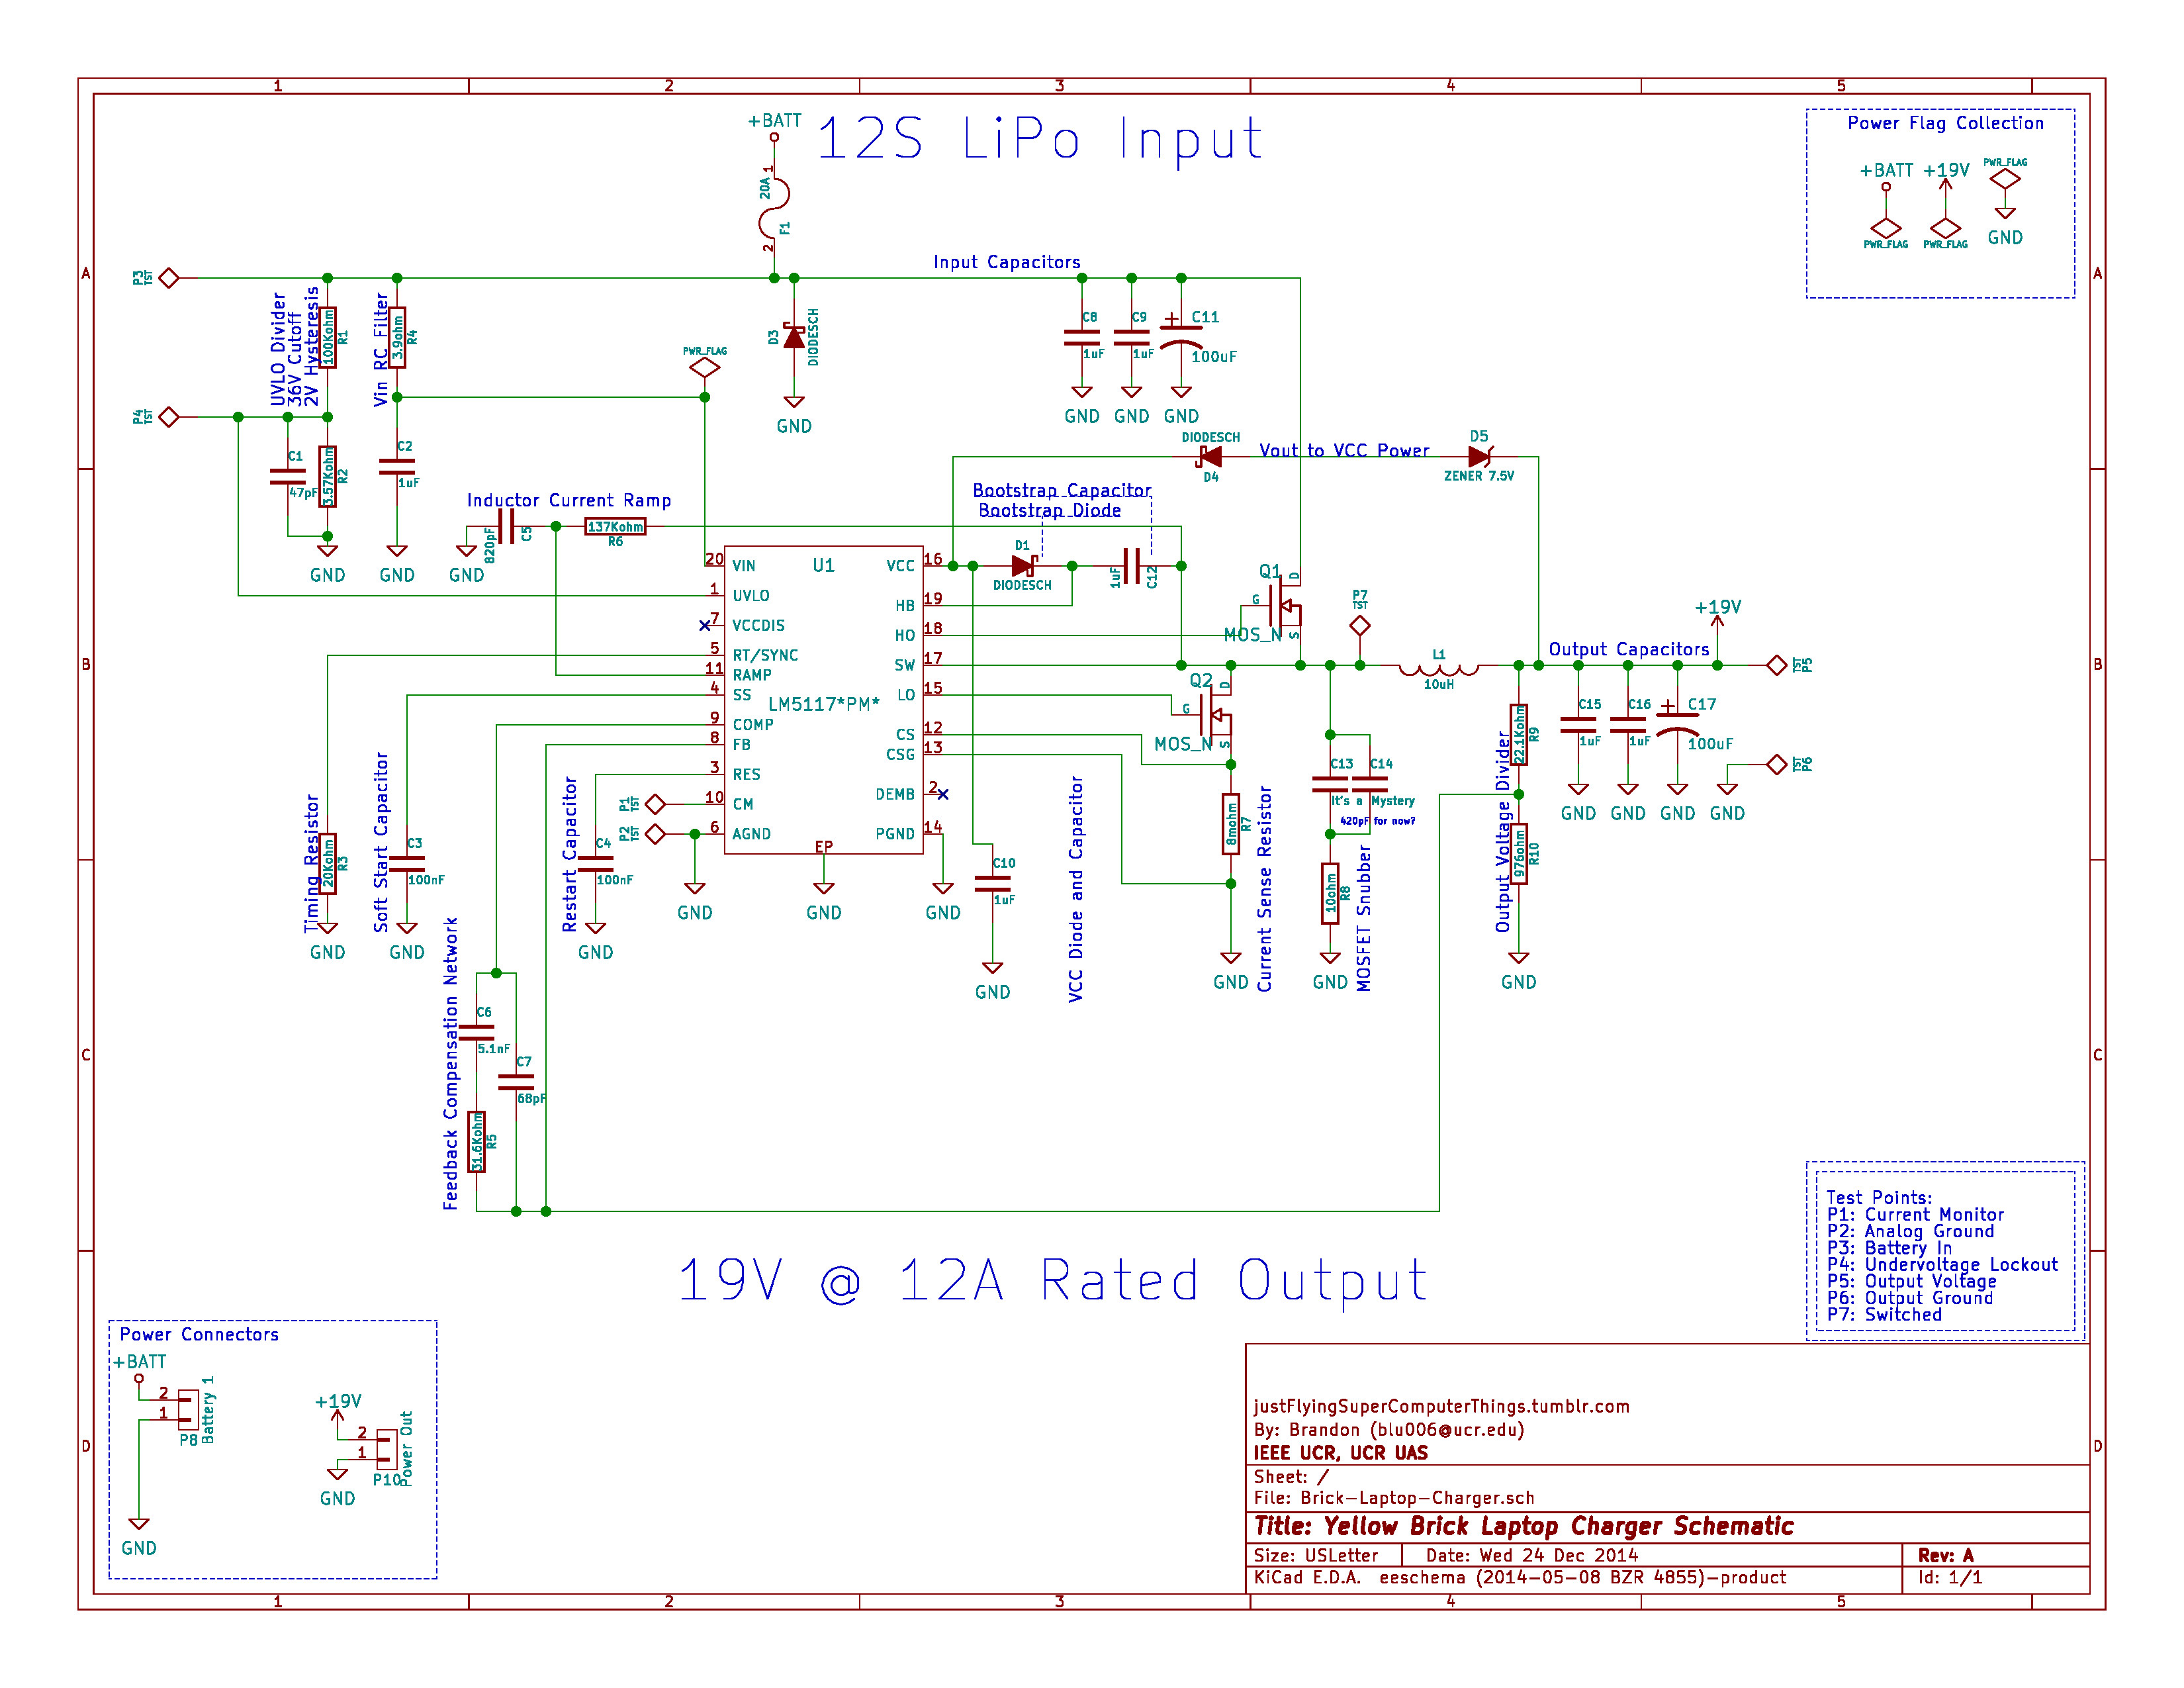 1 2 3 4 5
A
B
C
D
A
B
C
D
12S LiPo Input
+BATT
20A
F1
1
2
Power Flag Collection
+BATT +19V PWR_FLAG
PWR_FLAG PWR_FLAG GND
P3
TST
P4
TST
UVLO Divider
36V Cutoff
2V Hysteresis
100Kohm
R1
Vin RC Filter
3.9ohm
R4
C1
47pF
3.57Kohm
R2
C2
1uF
GND
GND
PWR_FLAG
D3
DIODESCH
GND
Input Capacitors
C8
1uF
C9
1uF
C11
100uF
GND GND GND
DIODESCH
D4
Vout to VCC Power
D5
ZENER 7.5V
Inductor Current Ramp
820pF
C5
137Kohm
R6
GND
Bootstrap Capacitor
Bootstrap Diode
D1
DIODESCH
1uF
C12
U1
LM5117*PM*
20 VIN
1 UVLO
7 VCCDIS
5 RT/SYNC
11 RAMP
4 SS
9 COMP
8 FB
3 RES
10 CM
6 AGND
EP
VCC 16
HB 19
HO 18
SW 17
LO 15
CS 12
CSG 13
DEMB 2
PGND 14
P1
TST
P2
TST
GND GND GND
Q1
MOS_N
D
G
S
Q2
MOS_N
D
G
S
P7
TST
L1
10uH
+19V
Output Capacitors
P5
TST
C15
1uF
C16
1uF
C17
100uF
P6
TST
GND GND GND GND
22.1Kohm
R9
976ohm
R10
Output Voltage Divider
GND
C13
C14
It's a Mystery
420pF for now?
10ohm
R8
MOSFET Snubber
GND
8mohm
R7
Current Sense Resistor
GND
VCC Diode and Capacitor
C10
1uF
GND
Timing Resistor
20Kohm
R3
GND
Soft Start Capacitor
C3
100nF
GND
Restart Capacitor
C4
100nF
GND
Feedback Compensation Network
C6
5.1nF
C7
68pF
31.6Kohm
R5
19V @ 12A Rated Output
Test Points:
P1: Current Monitor
P2: Analog Ground
P3: Battery In
P4: Undervoltage Lockout
P5: Output Voltage
P6: Output Ground
P7: Switched
Power Connectors
+BATT
2
1
P8
Battery 1
GND
+19V
2
1
P10
Power Out
GND
justFlyingSuperComputerThings.tumblr.com
By: Brandon (blu006@ucr.edu)
IEEE UCR, UCR UAS
Sheet: /
File: Brick-Laptop-Charger.sch
Title: Yellow Brick Laptop Charger Schematic
Size: USLetter Date: Wed 24 Dec 2014 Rev: A
KiCad E.D.A. eeschema (2014-05-08 BZR 4855)-product Id: 1/1
1 2 3 4 5